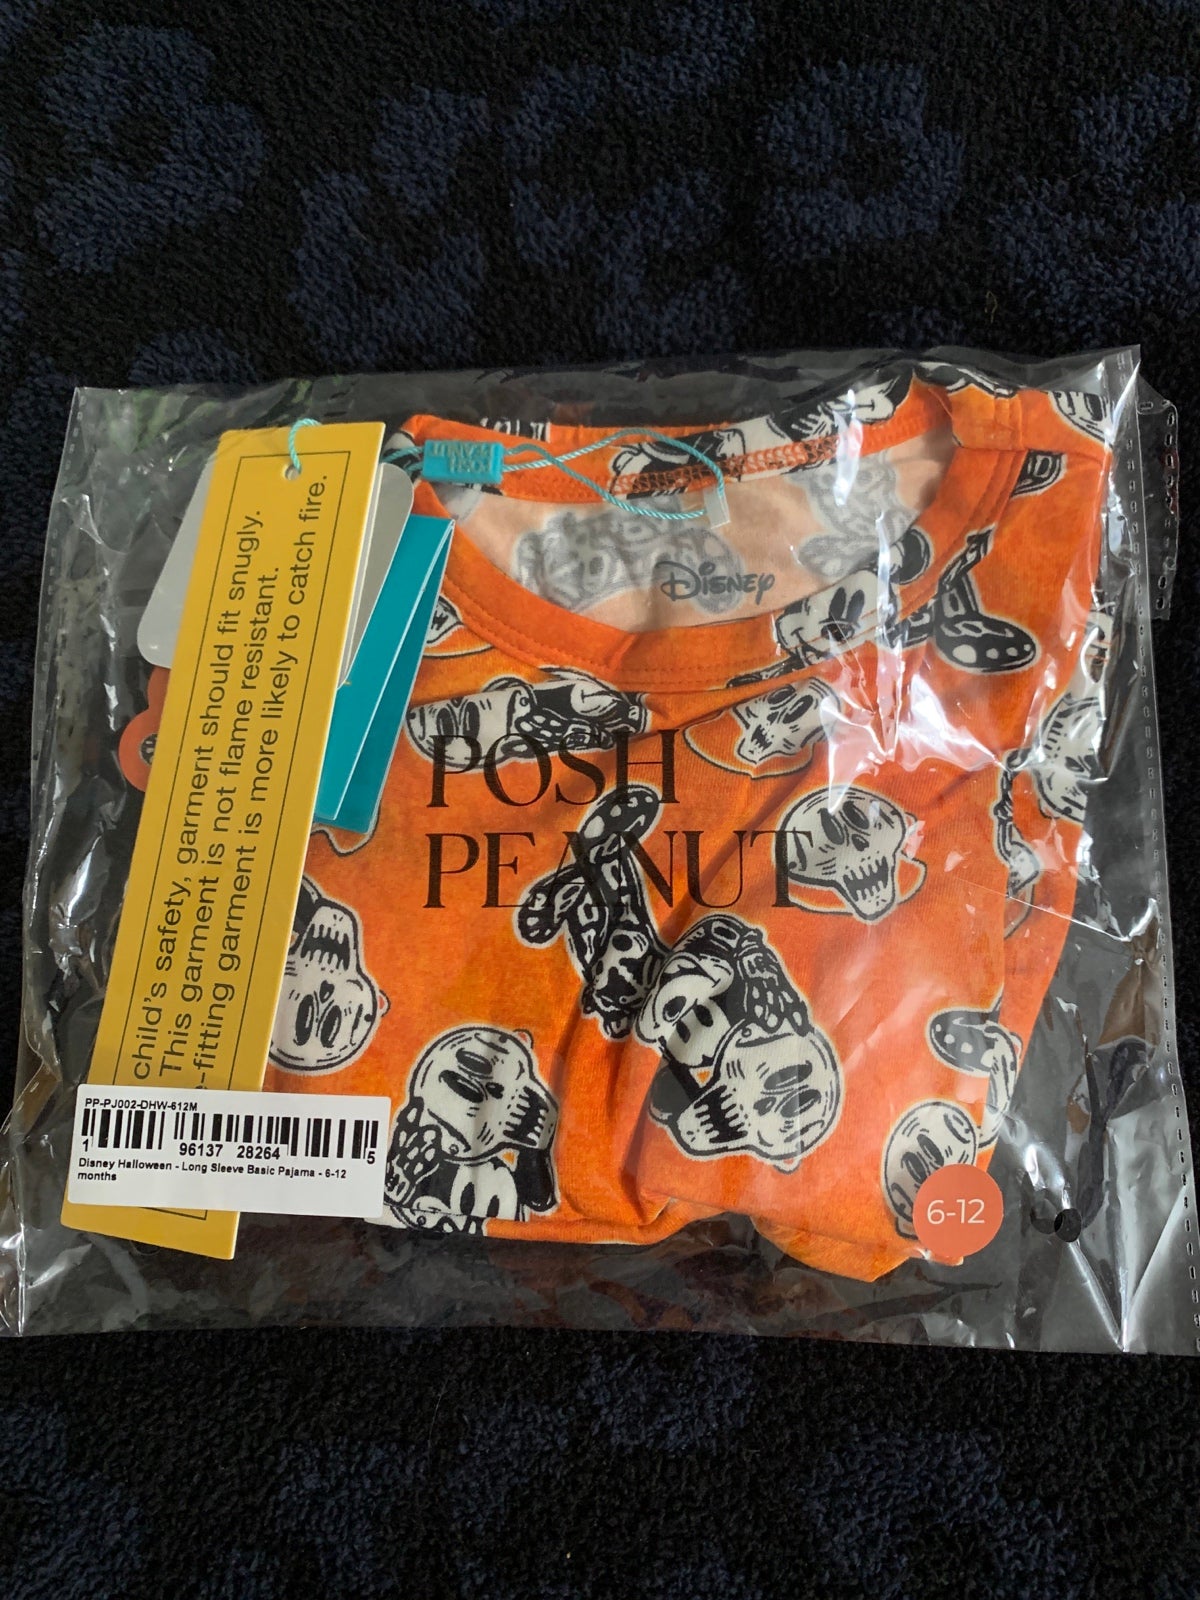 child's safety, garment should fit snugly.
This garment is not flame resistant.
-fitting garment is more likely to catch fire.
POSH
PEANUT
Disney
POSH
PEANUT
PP-PJ002-DHW-612M
1 96137 28264 5
Disney Halloween - Long Sleeve Basic Pajama - 6-12
months
6-12